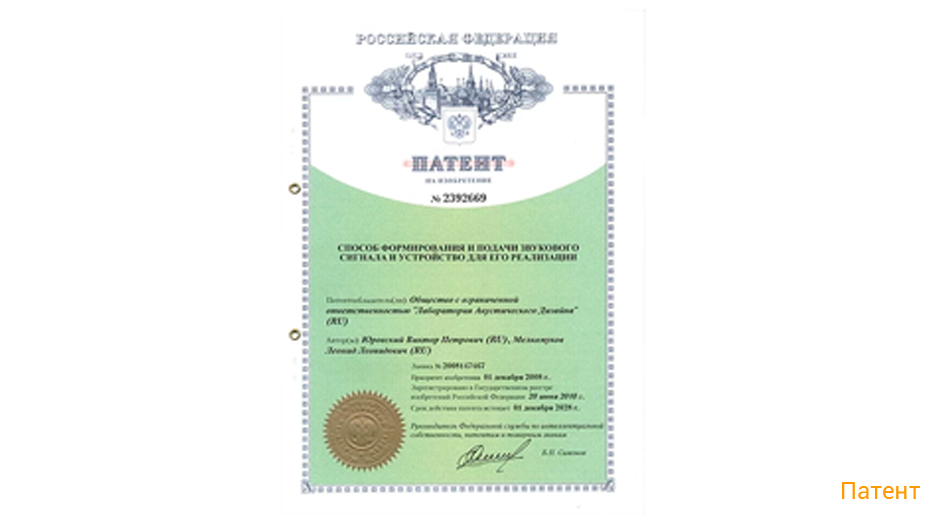 РОССИЙСКАЯ ФЕДЕРАЦИЯ
ПАТЕНТ
НА ИЗОБРЕТЕНИЕ
№ 2392669
СПОСОБ ФОРМИРОВАНИЯ И ПОДАЧИ ЗВУКОВОГО
СИГНАЛА И УСТРОЙСТВО ДЛЯ ЕГО РЕАЛИЗАЦИИ
Патентообладатель(ли): Общество с ограниченной
ответственностью "Лаборатория Акустического Дизайна"
(RU)
Автор(ы): Юровский Виктор Петрович (RU),
Леонид Леонидович (RU)
Заявка № 2008147467
Приоритет изобретения 01 декабря 2008 г.
Зарегистрировано в Государственном реестре
изобретений Российской Федерации 20 июня 2010 г.
Срок действия патента истекает 01 декабря 2028 г.
Руководитель Федеральной службы по интеллектуальной
собственности, патентам и товарным знакам
Б.П. Симонов
Патент